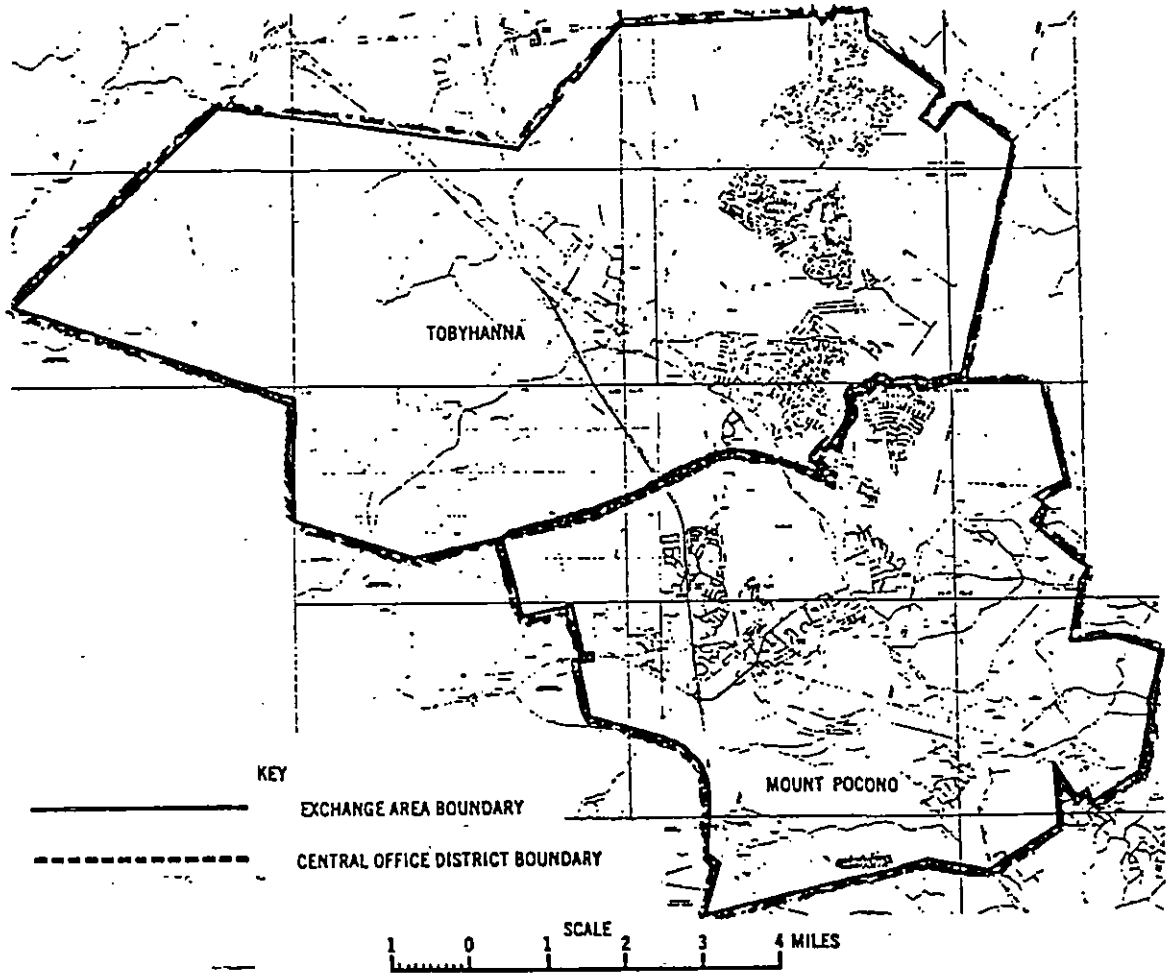 TOBYHANNA
MOUNT POCONO
KEY
EXCHANGE AREA BOUNDARY
CENTRAL OFFICE DISTRICT BOUNDARY
SCALE
1 0 1 2 3 4 MILES